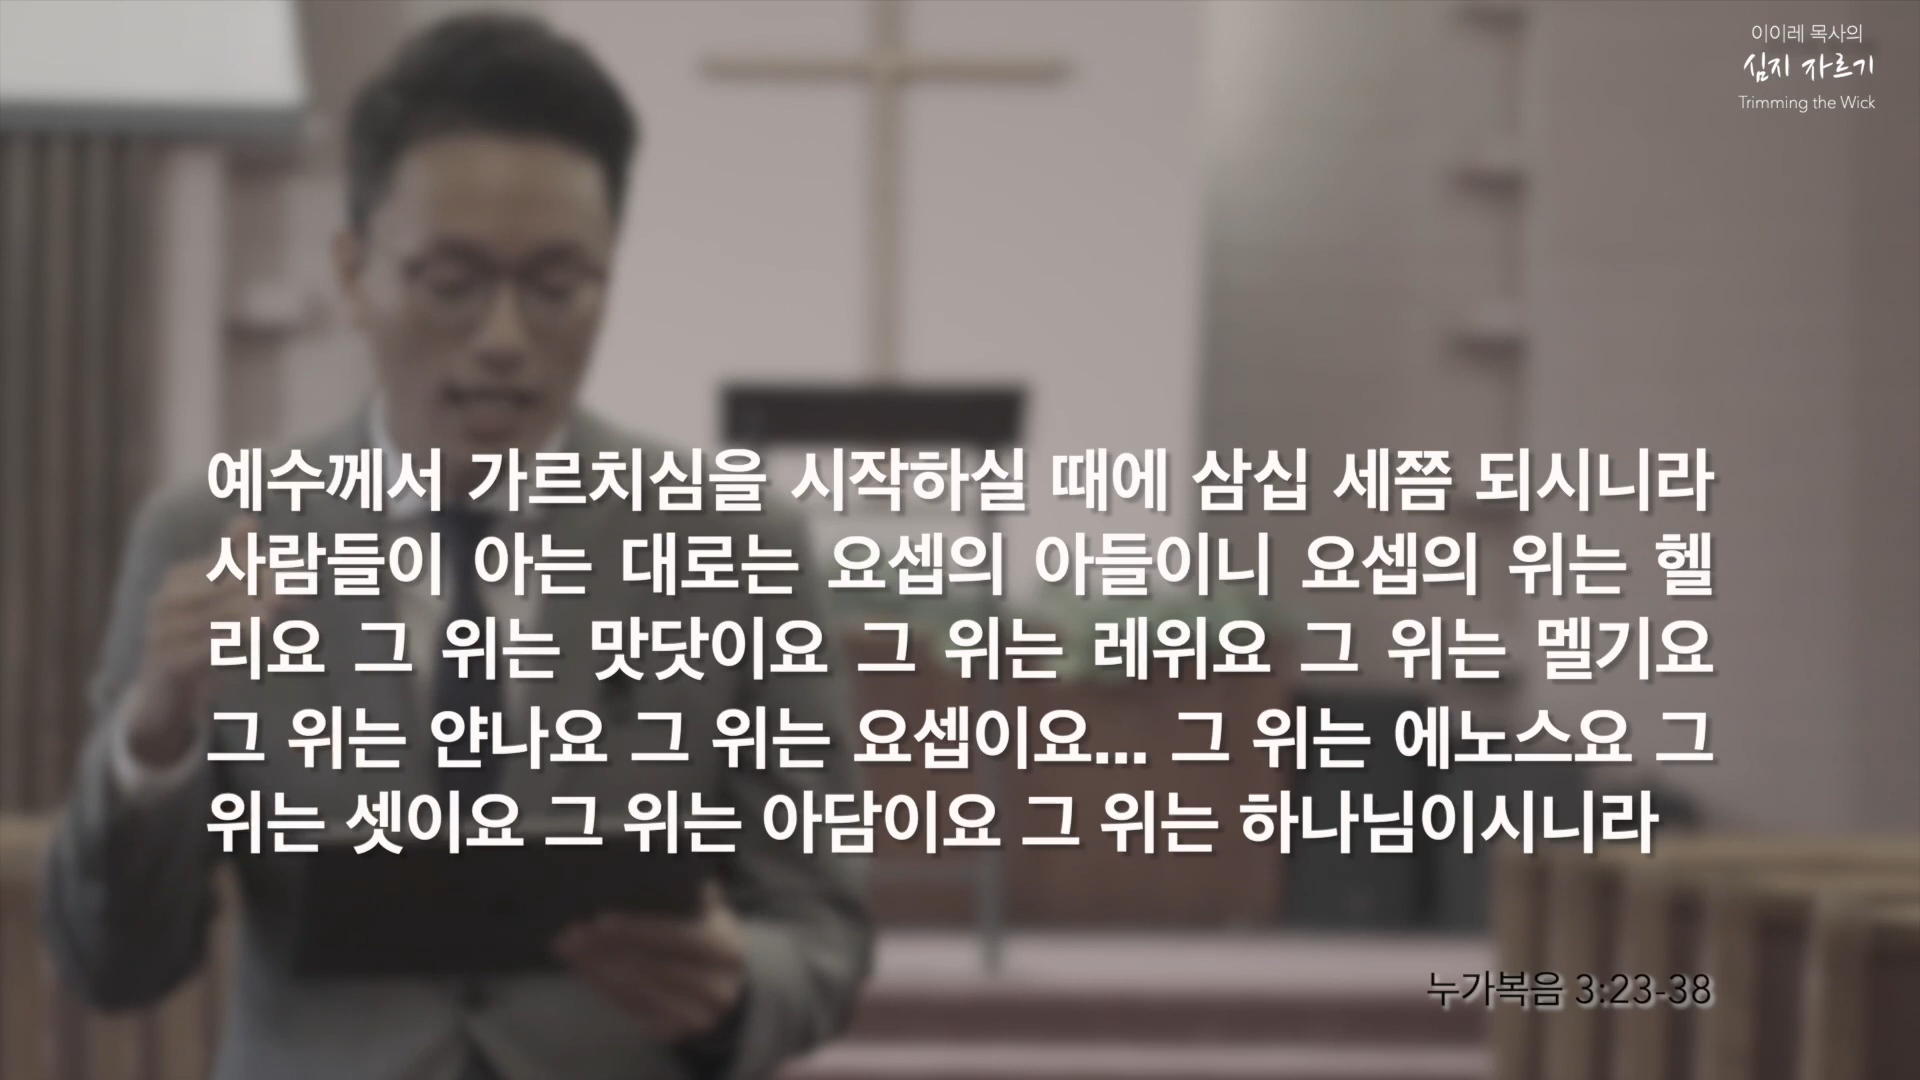 이이레 목사의
심지 자르기
Trimming the Wick
예수께서 가르치심을 시작하실 때에 삼십 세쯤 되시니라
사람들이 아는 대로는 요셉의 아들이니 요셉의 위는 헬
리요 그 위는 맛닷이요 그 위는 레위요 그 위는 멜기요
그 위는 얀나요 그 위는 요셉이요... 그 위는 에노스요 그
위는 셋이요 그 위는 아담이요 그 위는 하나님이시니라
누가복음 3:23-38